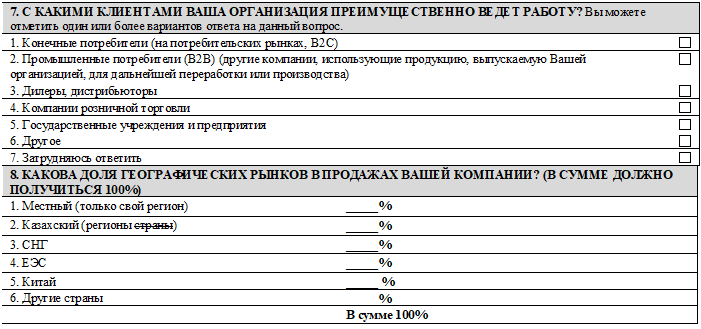 7. С КАКИМИ КЛИЕНТАМИ ВАША ОРГАНИЗАЦИЯ ПРЕИМУЩЕСТВЕННО ВЕДЕТ РАБОТУ? Вы можете
отметить один или более вариантов ответа на данный вопрос.
1. Конечные потребители (на потребительских рынках, B2C)
2. Промышленные потребители (B2B) (другие компании, использующие продукцию, выпускаемую Вашей
организацией, для дальнейшей переработки или производства)
3. Дилеры, дистрибьюторы
4. Компании розничной торговли
5. Государственные учреждения и предприятия
6. Другое
7. Затрудняюсь ответить
8. КАКОВА ДОЛЯ ГЕОГРАФИЧЕСКИХ РЫНКОВ В ПРОДАЖАХ ВАШЕЙ КОМПАНИИ? (В СУММЕ ДОЛЖНО
ПОЛУЧИТЬСЯ 100%)
1. Местный (только свой регион) _____%
2. Казахский (регионы страны) _____%
3. СНГ _____%
4. ЕЭС _____%
5. Китай _____ %
6. Другие страны _____%
В сумме 100%